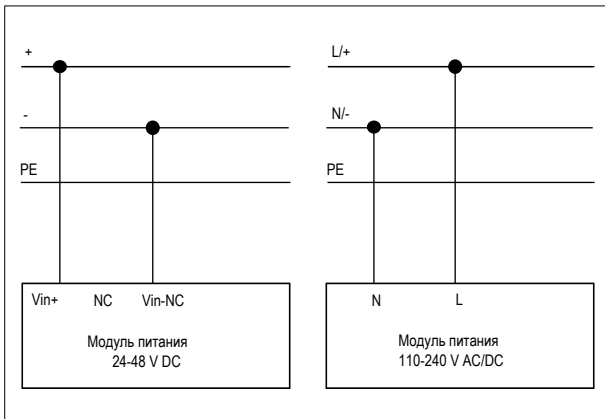 +
-
PE
Vin+ NC Vin-NC
Модуль питания
24-48 V DC
L/+
N/-
PE
N L
Модуль питания
110-240 V AC/DC